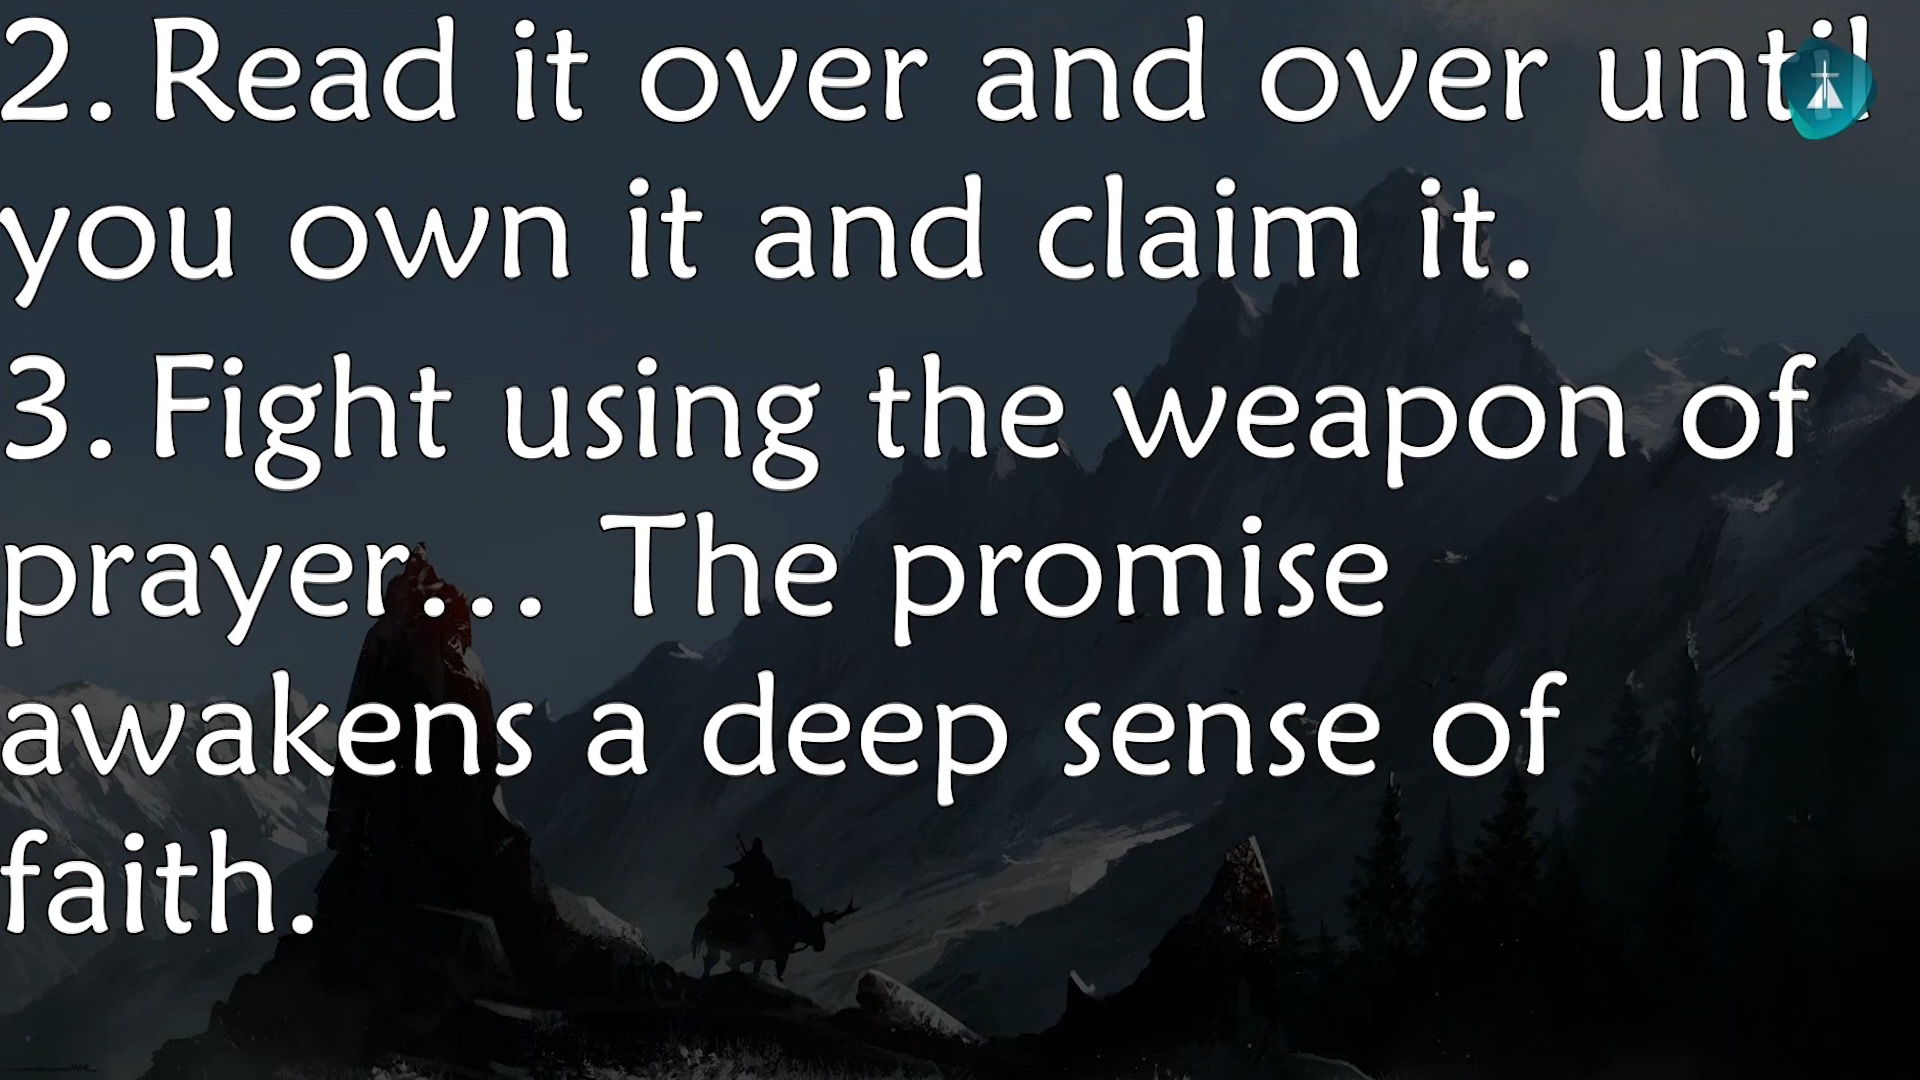 2. Read it over and over until
you own it and claim it.
3. Fight using the weapon of
prayer... The promise
awakens a deep sense of
faith.